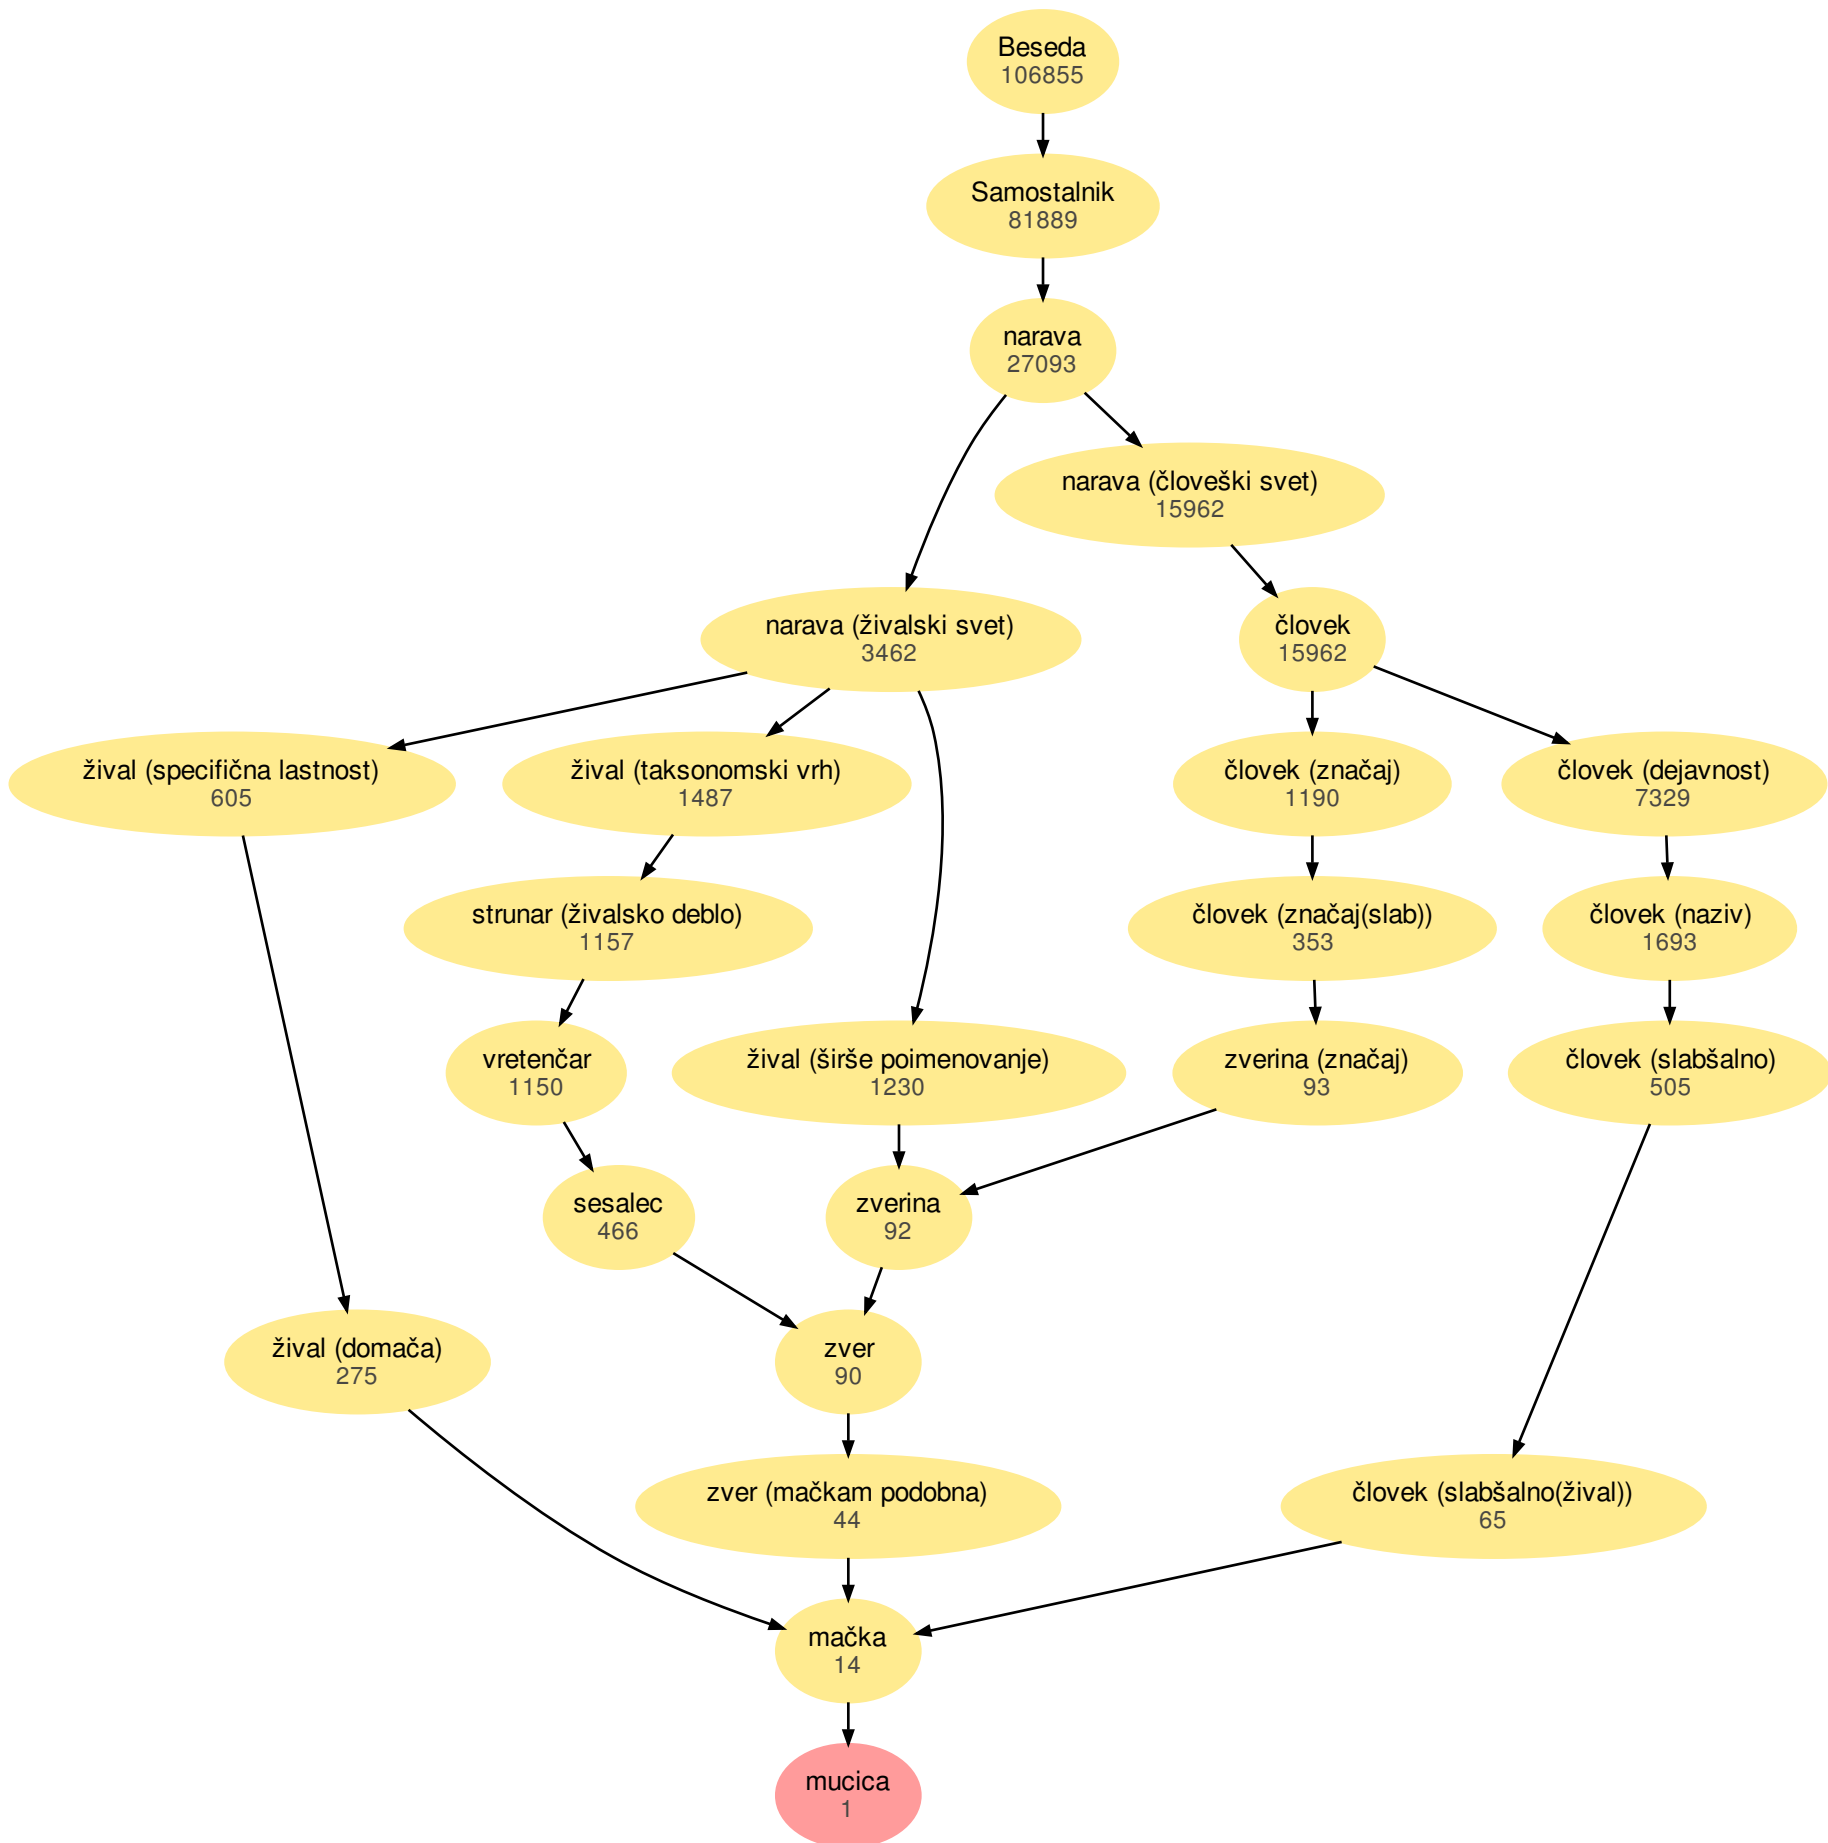 Beseda
106855
Samostalnik
81889
narava
27093
narava (človeški svet)
15962
narava (živalski svet)
3462
človek
15962
žival (specifična lastnost)
605
žival (taksonomski vrh)
1487
človek (značaj)
1190
človek (dejavnost)
7329
strunar (živalsko deblo)
1157
človek (značaj(slab))
353
človek (naziv)
1693
vretenčar
1150
žival (širše poimenovanje)
1230
zverina (značaj)
93
človek (slabšalno)
505
sesalec
466
zverina
92
žival (domača)
275
zver
90
zver (mačkam podobna)
44
človek (slabšalno(žival))
65
mačka
14
mucica
1